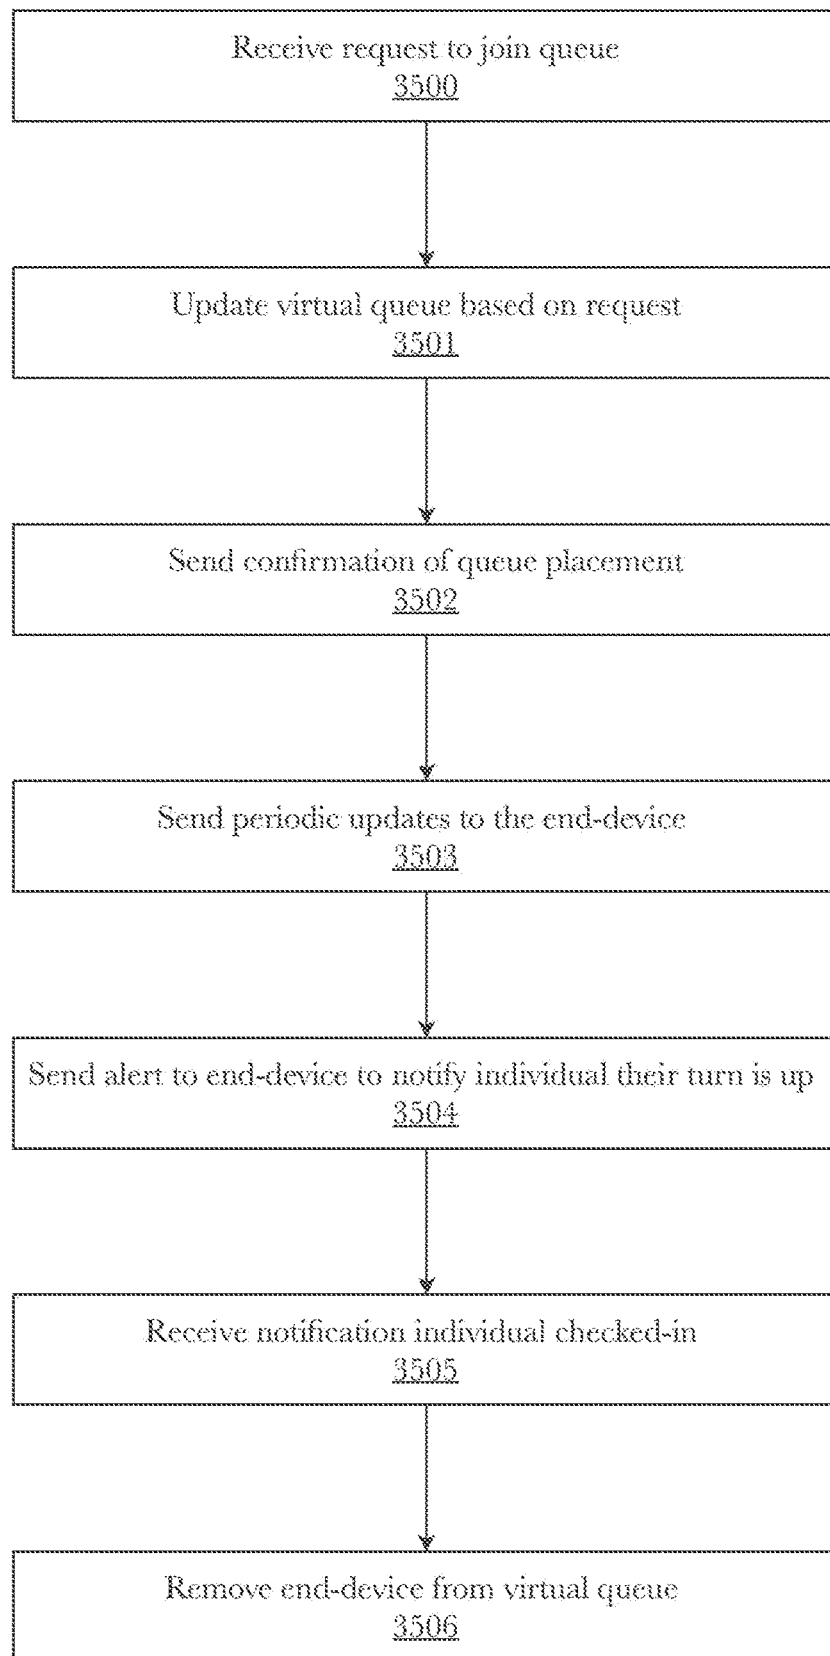 Receive request to join queue
3500
Update virtual queue based on request
3501
Send confirmation of queue placement
3502
Send periodic updates to the end-device
3503
Send alert to end-device to notify individual their turn is up
3504
Receive notification individual checked-in
3505
Remove end-device from virtual queue
3506